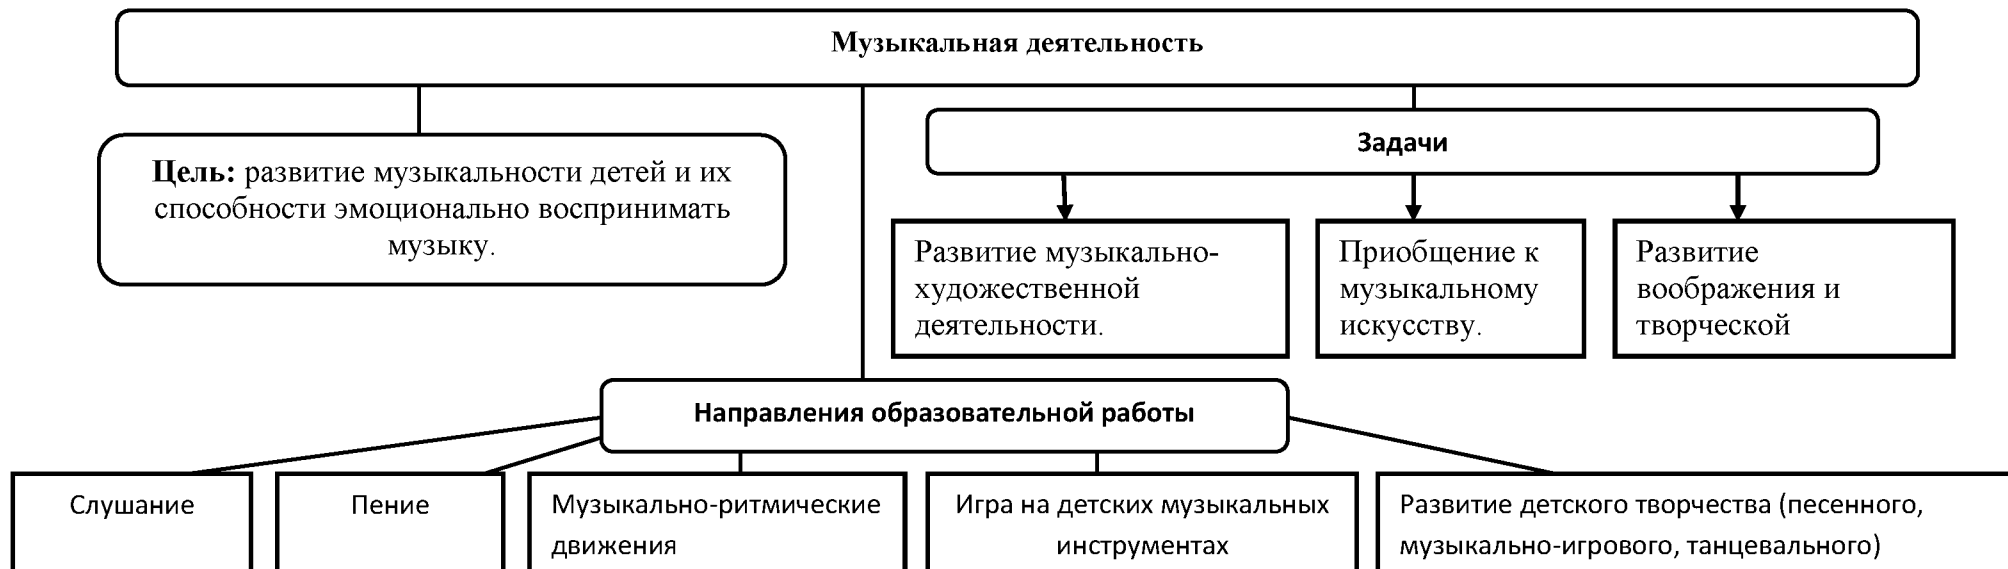 Музыкальная деятельность
Задачи
Цель: развитие музыкальности детей и их
способности эмоционально воспринимать
музыку.
Развитие музыкально-
художественной
деятельности.
Приобщение к
музыкальному
искусству.
Развитие
воображения и
творческой
Направления образовательной работы
Слушание
Пение
Музыкально-ритмические
движения
Игра на детских музыкальных
инструментах
Развитие детского творчества (песенного,
музыкально-игрового, танцевального)